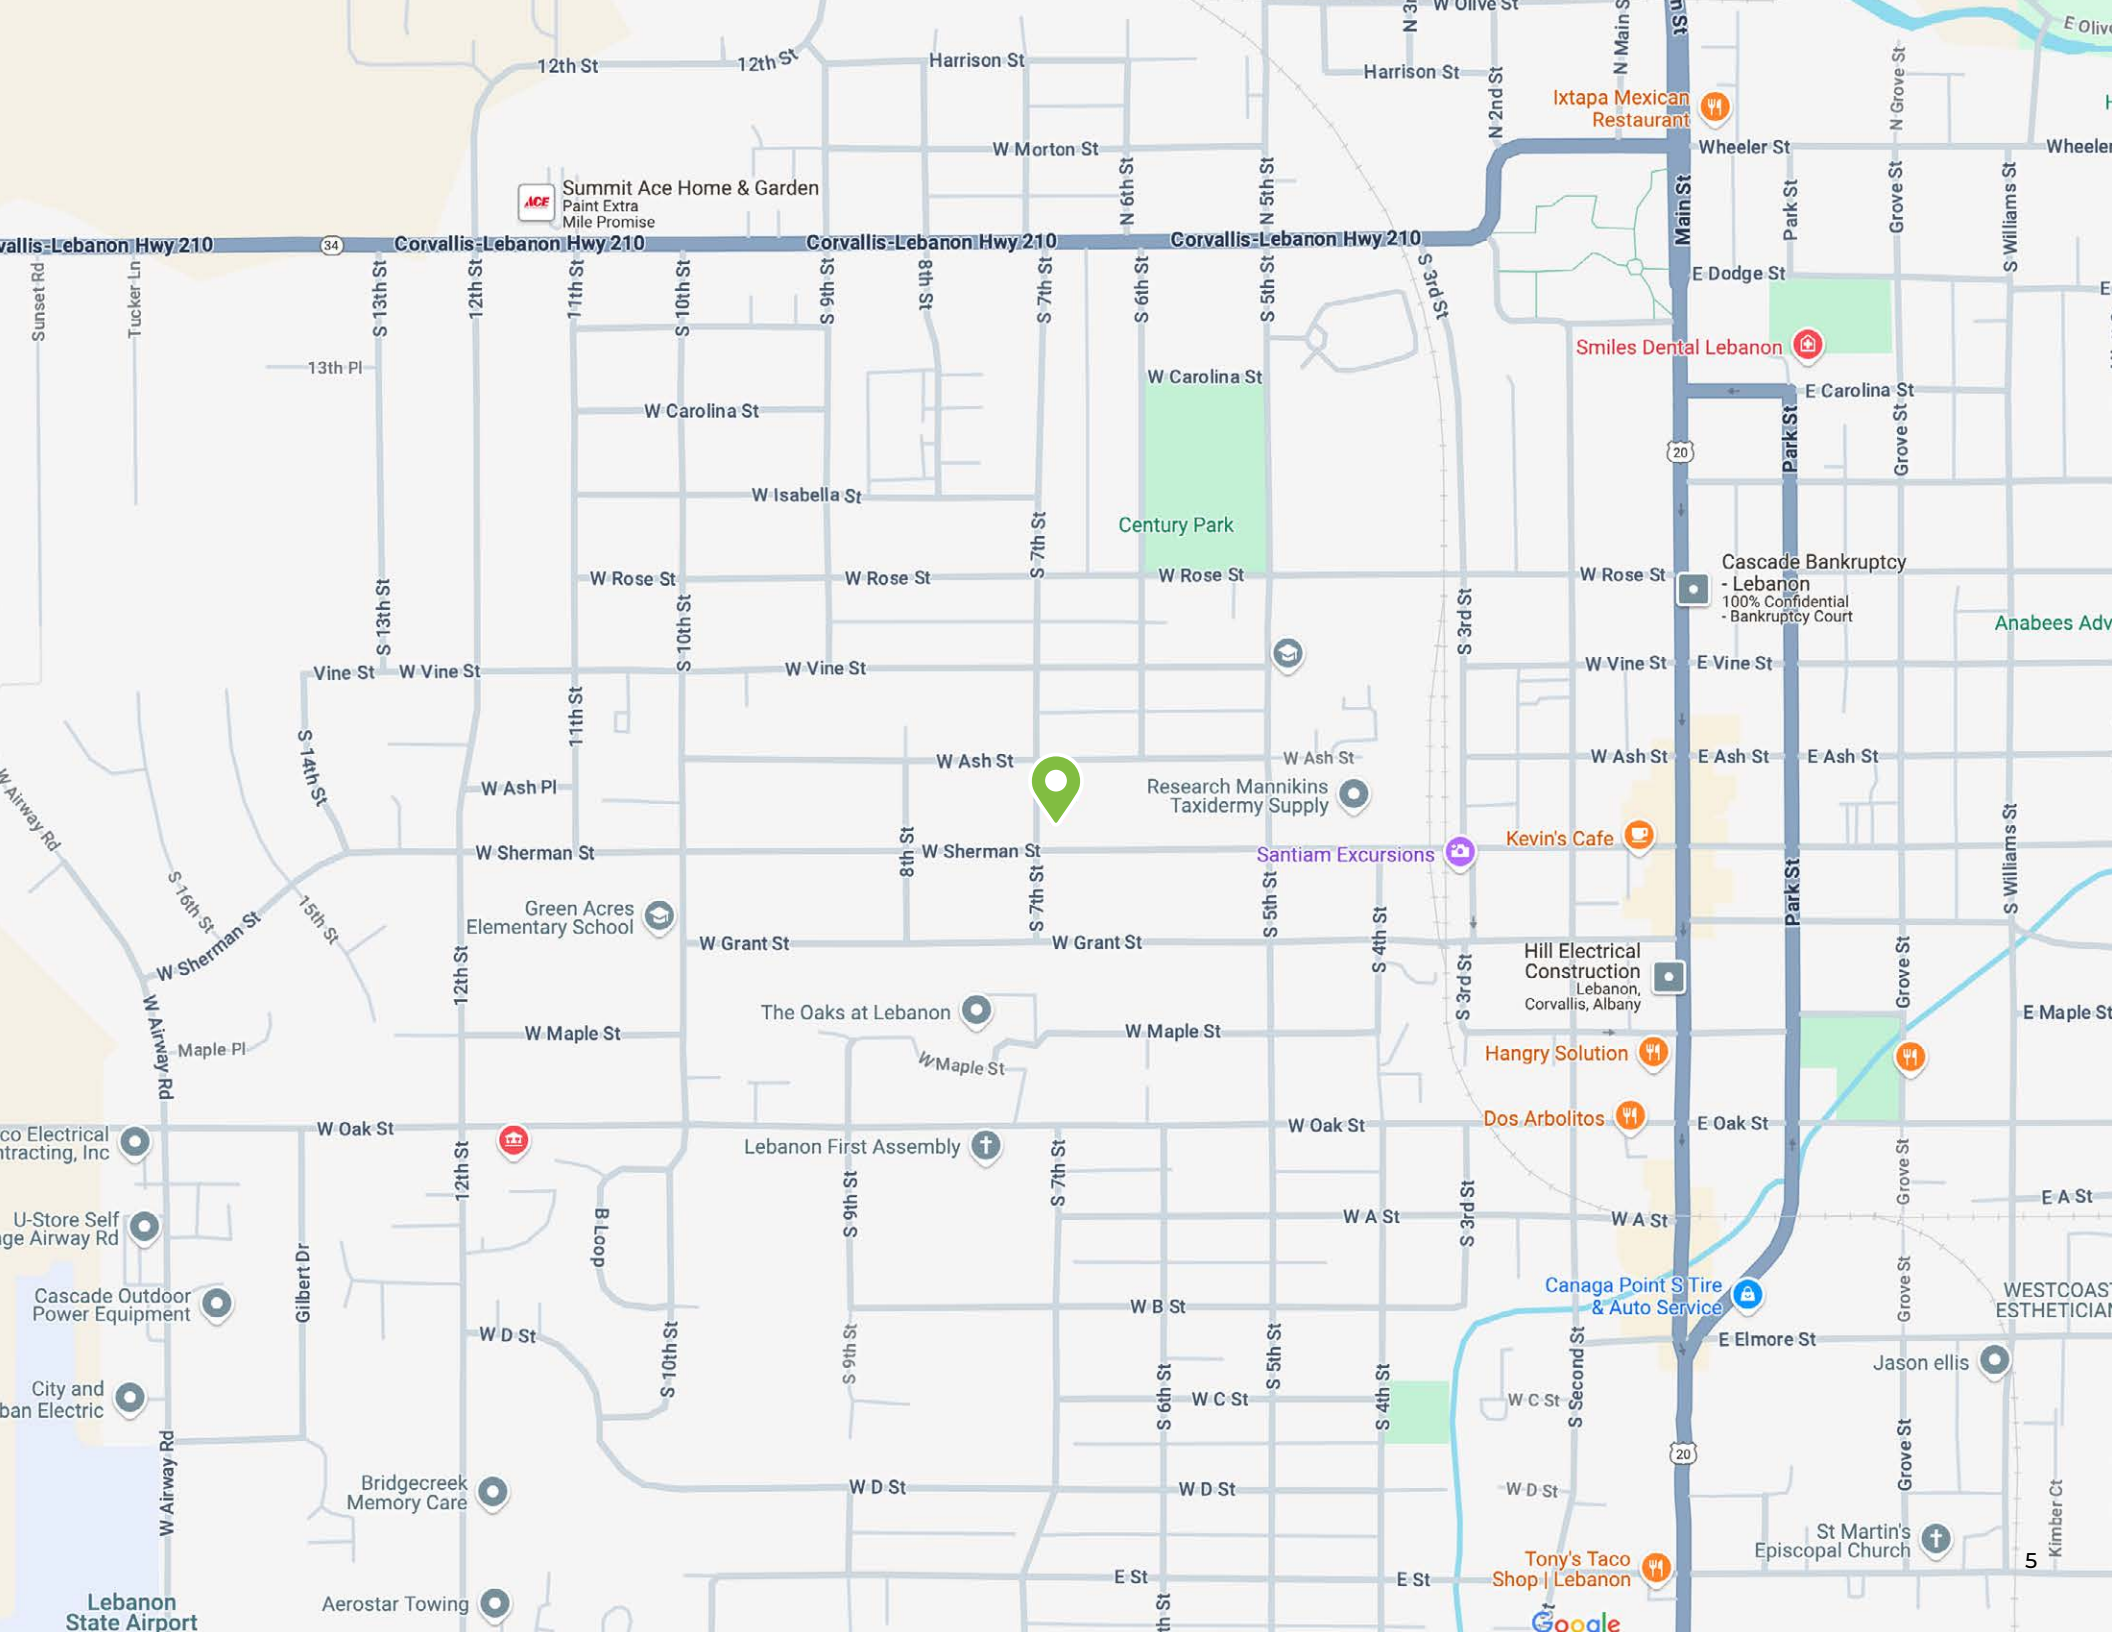 W Olive St
N Main S
E Oliv
12th St
12th St
Harrison St
Harrison St
N 2nd St
N Grove St
Ixtapa Mexican
Restaurant
W Morton St
Wheeler St
Wheeler
N 6th St
N 5th St
Main St
Park St
Grove St
S Williams St
ACE
Summit Ace Home & Garden
Paint Extra
Mile Promise
vallis-Lebanon Hwy 210
34
Corvallis-Lebanon Hwy 210
Corvallis-Lebanon Hwy 210
Corvallis-Lebanon Hwy 210
Sunset Rd
Tucker Ln
S 13th St
12th St
11th St
S 10th St
S 9th St
8th St
S 7th St
S 6th St
S 5th St
S 3rd St
E Dodge St
Smiles Dental Lebanon
13th Pl
W Carolina St
W Carolina St
E Carolina St
Park St
Grove St
20
W Isabella St
Century Park
S 7th St
W Rose St
W Rose St
W Rose St
W Rose St
Cascade Bankruptcy
- Lebanon
100% Confidential
- Bankruptcy Court
Anabees Adv
S 13th St
S 10th St
S 3rd St
Vine St
W Vine St
W Vine St
W Vine St
E Vine St
11th St
S 14th St
W Ash St
W Ash St
W Ash St
E Ash St
E Ash St
W Ash Pl
Research Mannikins
Taxidermy Supply
W Airway Rd
Kevin's Cafe
W Sherman St
W Sherman St
Santiam Excursions
8th St
S 7th St
S 5th St
Park St
S Williams St
S 16th St
15th St
W Sherman St
Green Acres
Elementary School
W Grant St
W Grant St
S 4th St
12th St
S 3rd St
Hill Electrical
Construction
Lebanon,
Corvallis, Albany
Grove St
The Oaks at Lebanon
W Airway Rd
Maple Pl
W Maple St
W Maple St
W Maple St
E Maple St
Hangry Solution
Dos Arbolitos
W Oak St
W Oak St
E Oak St
co Electrical
ntracting, Inc
Lebanon First Assembly
12th St
S 9th St
S 7th St
S 3rd St
Grove St
U-Store Self
ge Airway Rd
B Loop
W A St
W A St
E A St
Gilbert Dr
Cascade Outdoor
Power Equipment
W B St
Canaga Point S Tire
& Auto Service
Grove St
WESTCOAST
ESTHETICIAN
W D St
S 10th St
S 9th St
S 6th St
S 5th St
S 4th St
S Second St
E Elmore St
Jason ellis
City and
ban Electric
W C St
W C St
W Airway Rd
20
Grove St
Bridgecreek
Memory Care
W D St
W D St
W D St
Kimber Ct
St Martin's
Episcopal Church
5
Tony's Taco
Shop | Lebanon
E St
E St
Lebanon
State Airport
Aerostar Towing
Google